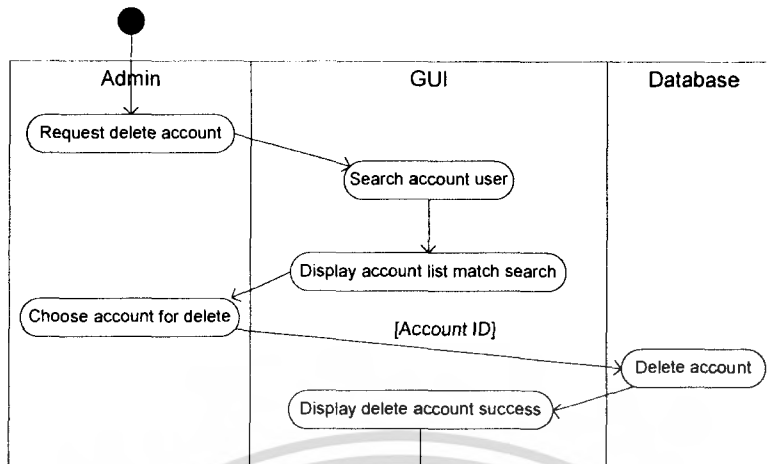 Admin
GUI
Database
Request delete account
Search account user
Display account list match search
Choose account for delete
[Account ID]
Delete account
Display delete account success